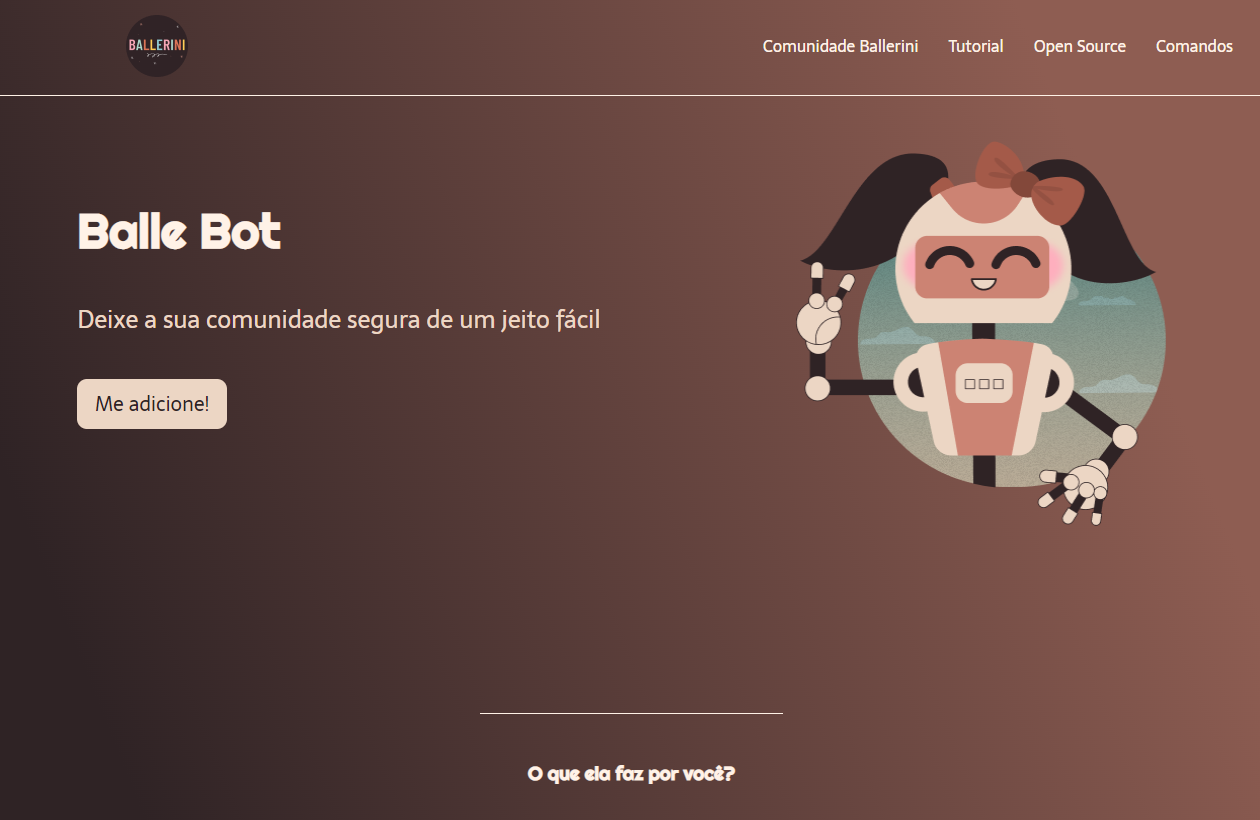 BALLERINI
Comunidade Ballerini
Tutorial
Open Source
Comandos
Balle Bot
Deixe a sua comunidade segura de um jeito fácil
Me adicione!
O que ela faz por você?